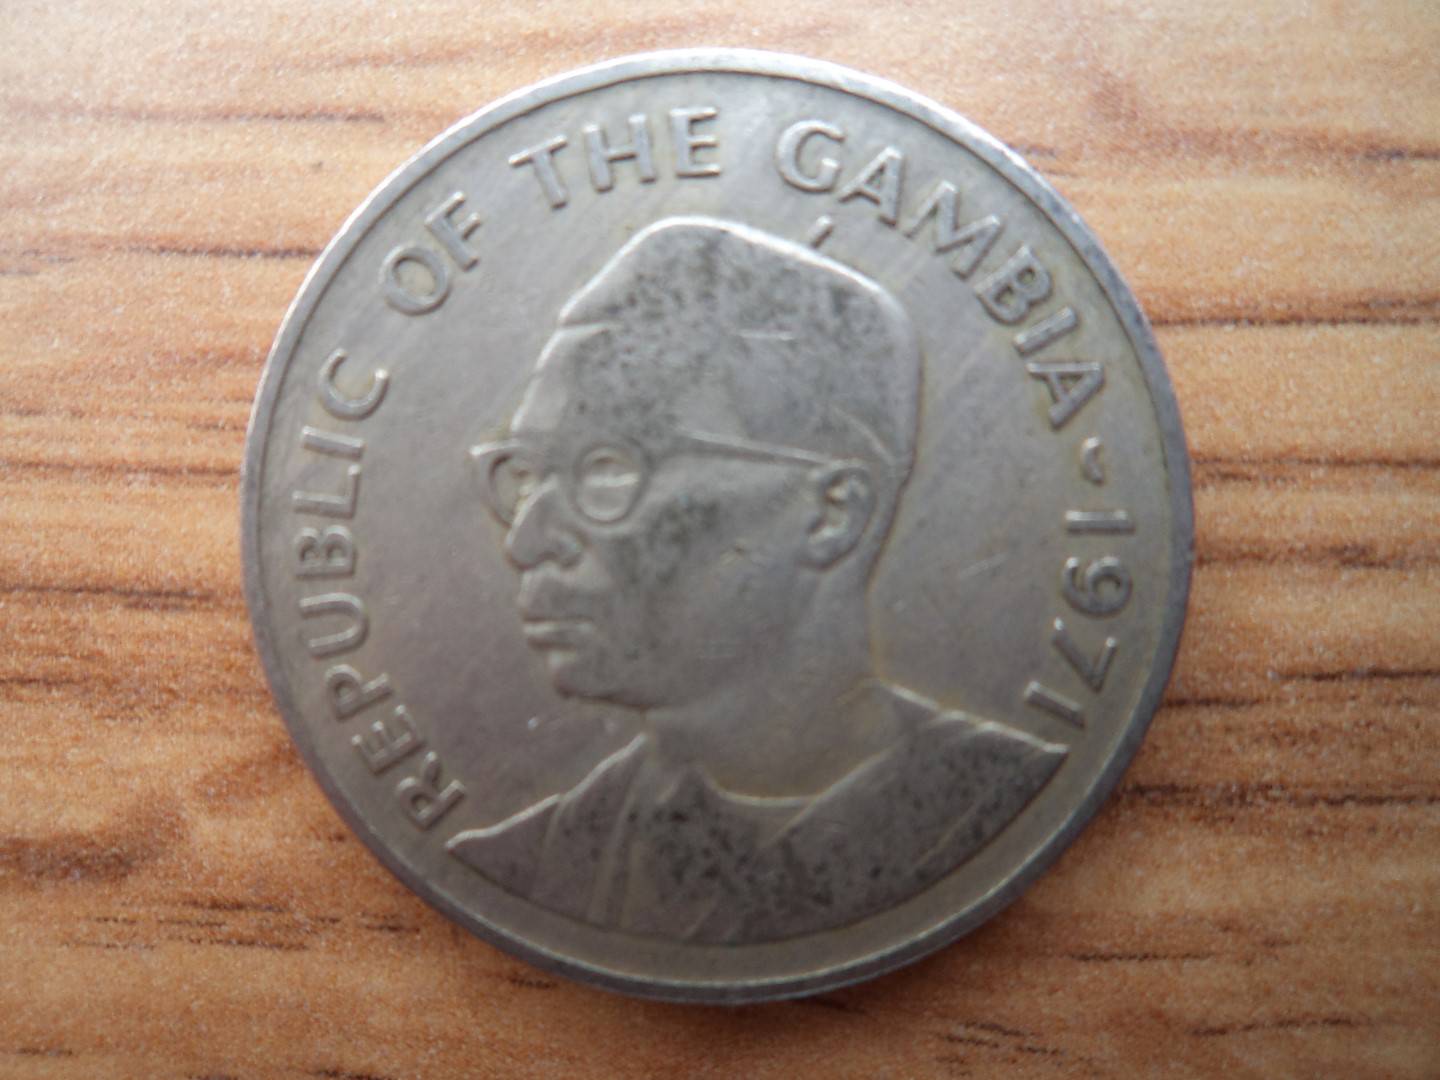 REPUBLIC OF THE GAMBIA • 1971